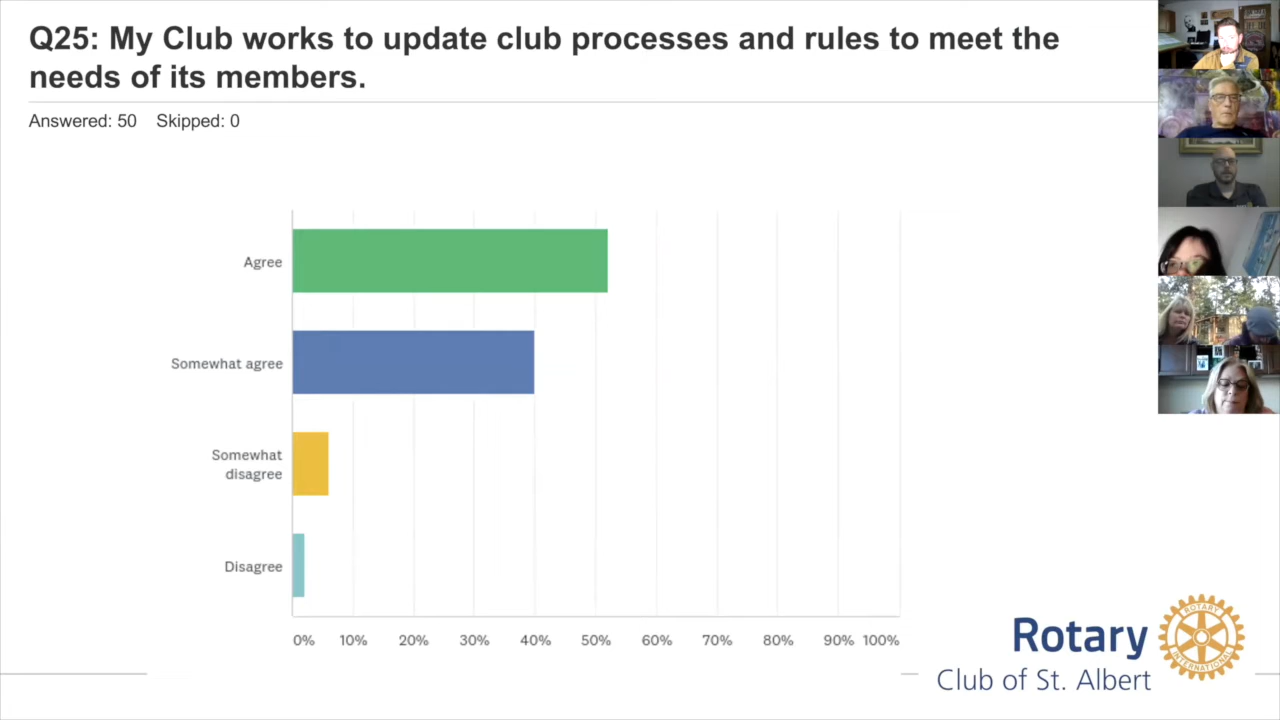 Q25: My Club works to update club processes and rules to meet the
needs of its members.
Answered: 50 Skipped: 0
Agree
Somewhat agree
Somewhat
disagree
Disagree
0% 10% 20% 30% 40% 50% 60% 70% 80% 90% 100%
Rotary
Club of St. Albert
ROTARY
INTERNATIONAL